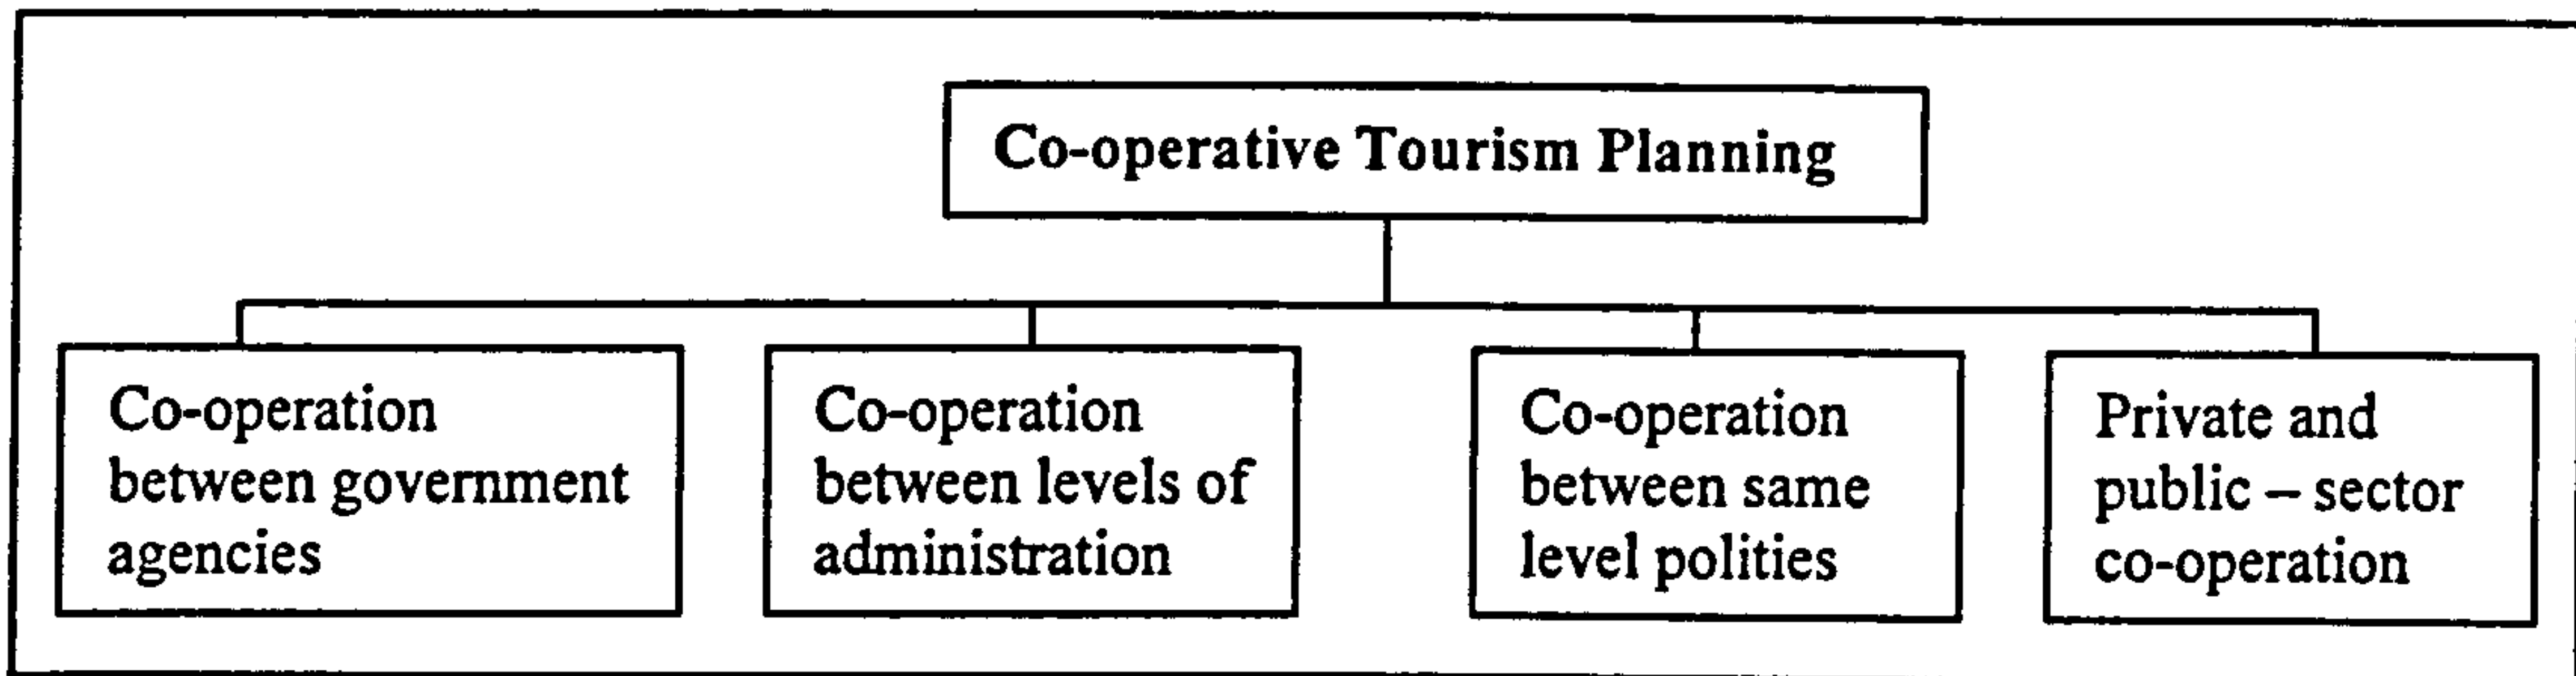 Co-operative Tourism Planning
Co-operation
between government
agencies
Co-operation
between levels of
administration
Co-operation
between same
level polities
Private and
public – sector
co-operation